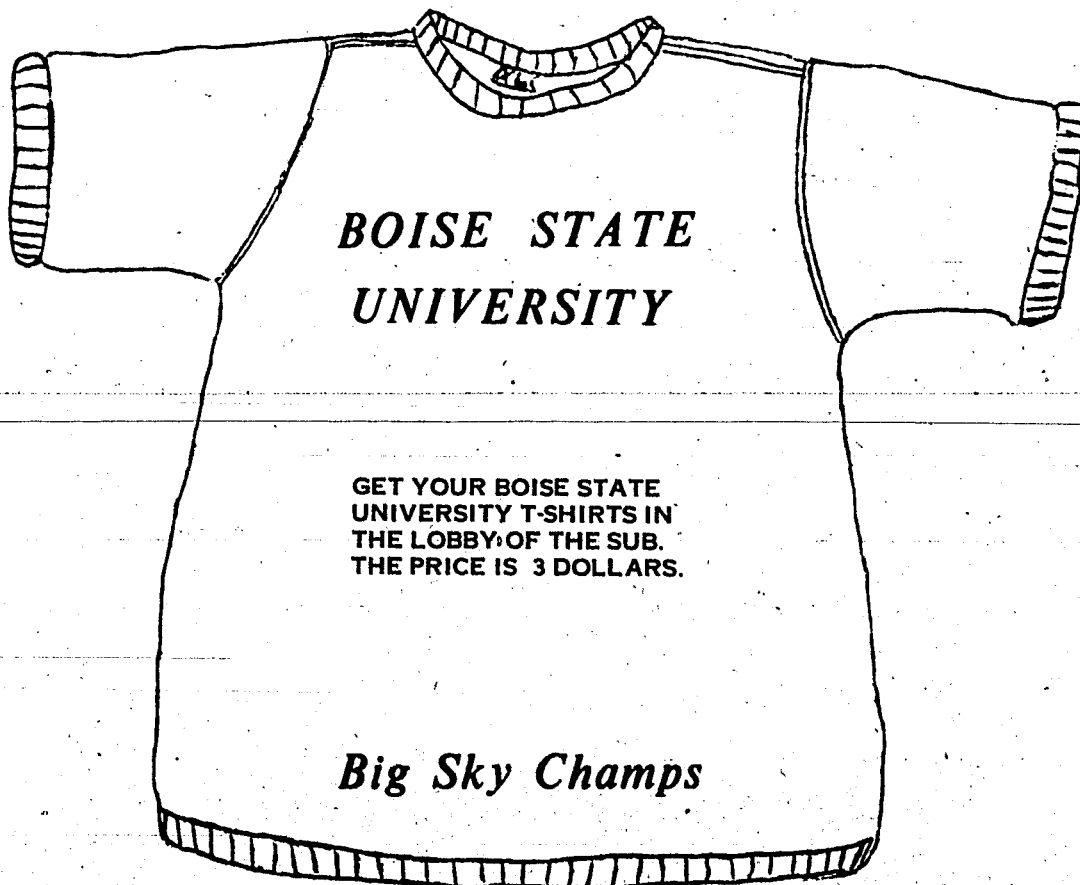 BOISE STATE
UNIVERSITY
GET YOUR BOISE STATE
UNIVERSITY T-SHIRTS IN
THE LOBBY OF THE SUB.
THE PRICE IS 3 DOLLARS.
Big Sky Champs